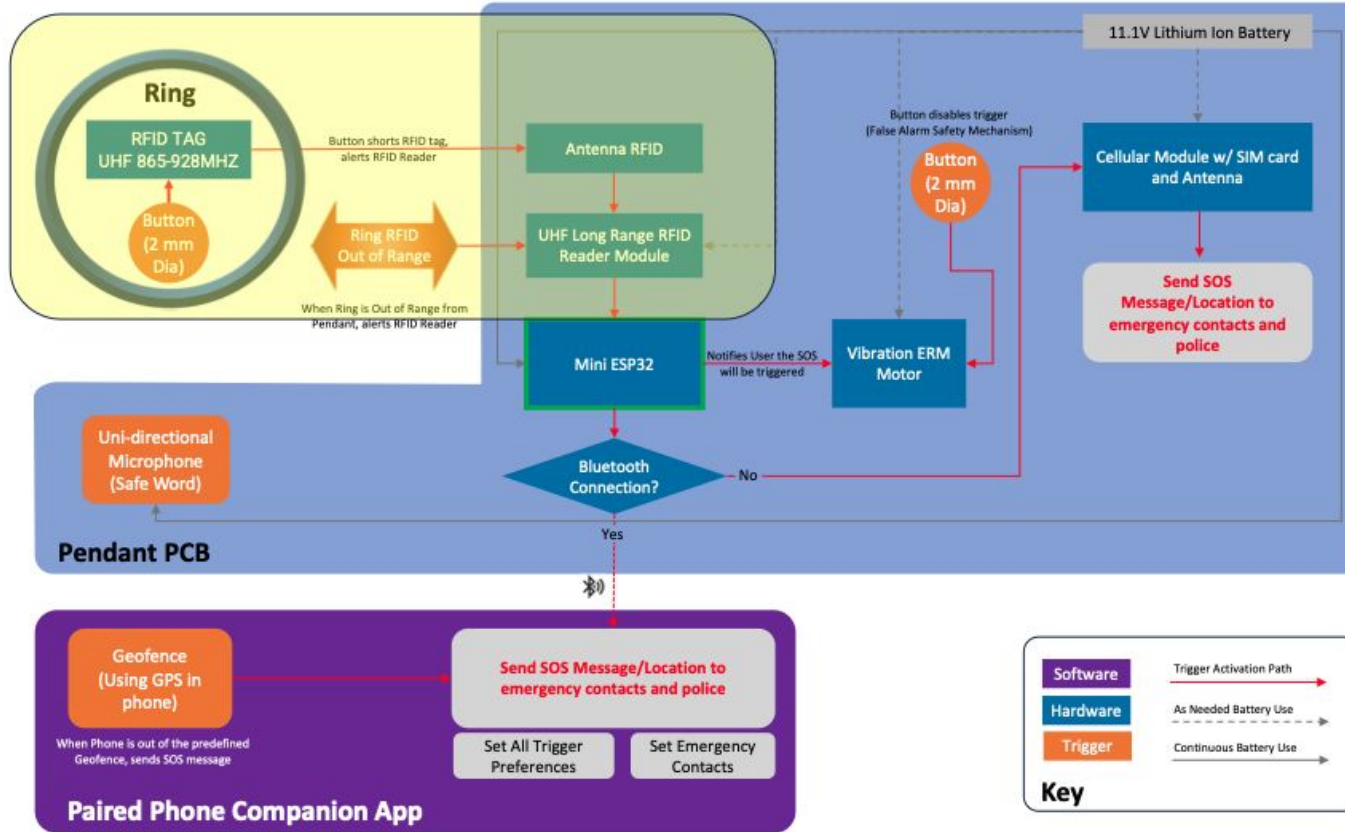 11.1V Lithium Ion Battery
Ring
RFID TAG
UHF 865-928MHZ
Button
(2 mm
Dia)
Button shorts RFID tag,
alerts RFID Reader
Antenna RFID
Ring RFID
Out of Range
UHF Long Range RFID
Reader Module
When Ring is Out of Range from
Pendant, alerts RFID Reader
Button disables trigger
(False Alarm Safety Mechanism)
Button
(2 mm
Dia)
Cellular Module w/ SIM card
and Antenna
Send SOS
Message/Location to
emergency contacts and
police
Mini ESP32
Notifies User the SOS
will be triggered
Vibration ERM
Motor
Uni-directional
Microphone
(Safe Word)
Bluetooth
Connection?
No
Yes
Pendant PCB
Geofence
(Using GPS in
phone)
When Phone is out of the predefined
Geofence, sends SOS message
Send SOS Message/Location to
emergency contacts and police
Set All Trigger
Preferences
Set Emergency
Contacts
Paired Phone Companion App
Software
Trigger Activation Path
Hardware
As Needed Battery Use
Trigger
Continuous Battery Use
Key